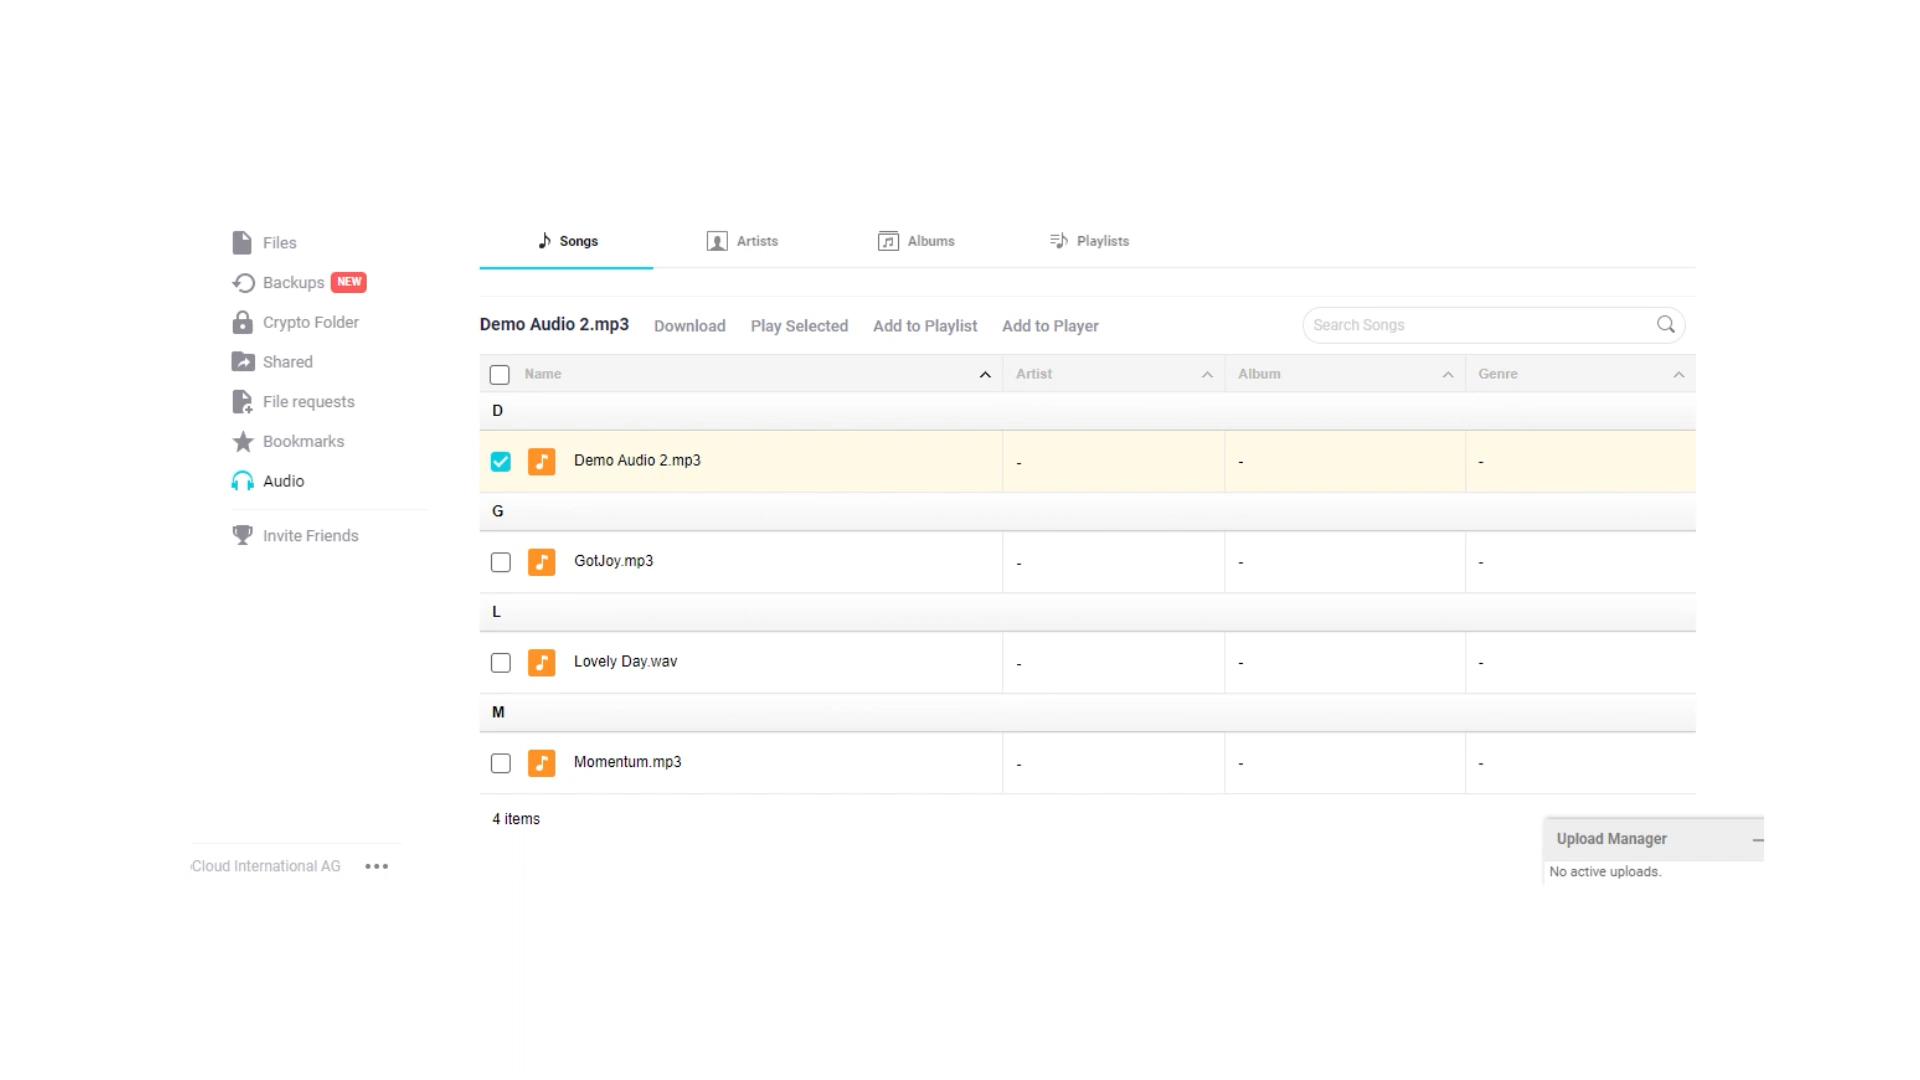 Files
Backups NEW
Crypto Folder
Shared
File requests
Bookmarks
Audio
Invite Friends
Cloud International AG
Songs Artists Albums Playlists
Demo Audio 2.mp3 Download Play Selected Add to Playlist Add to Player Search Songs
Name Artist Album Genre
D
Demo Audio 2.mp3 - - -
G
GotJoy.mp3 - - -
L
Lovely Day.wav - - -
M
Momentum.mp3 - - -
4 items
Upload Manager
No active uploads.